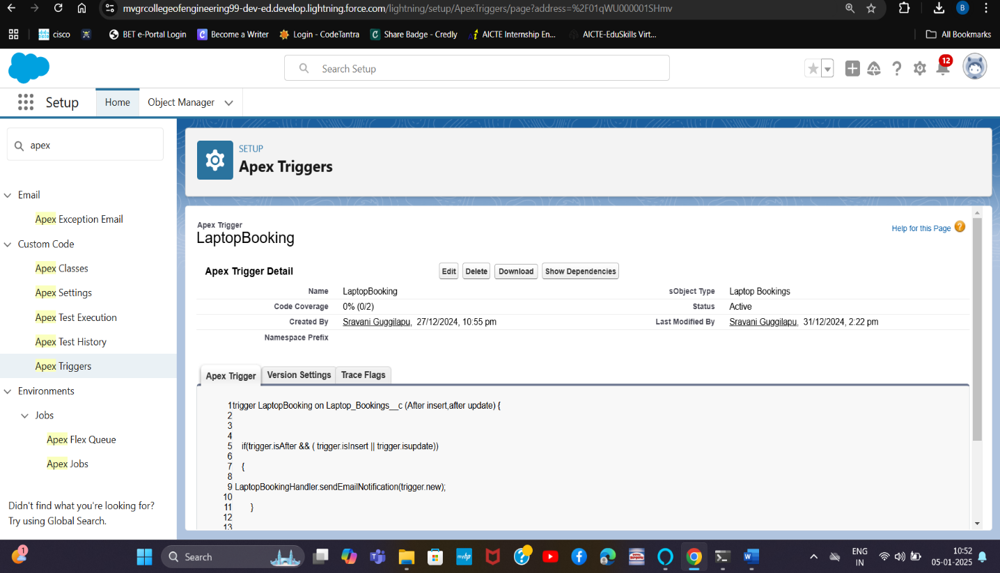 mvgrcollegeofengineering99-dev-ed.develop.lightning.force.com/lightning/setup/ApexTriggers/page?address=%2F01qWU000001SHmv
B
cisco
BET e-Portal Login
Become a Writer
Login - CodeTantra
Share Badge - Credly
AICTE Internship En...
AICTE-EduSkills Virt...
All Bookmarks
Search Setup
12
Setup
Home
Object Manager
apex
Email
Apex Exception Email
Custom Code
Apex Classes
Apex Settings
Apex Test Execution
Apex Test History
Apex Triggers
Environments
Jobs
Apex Flex Queue
Apex Jobs
Didn't find what you're looking for?
Try using Global Search.
SETUP
Apex Triggers
Apex Trigger
LaptopBooking
Help for this Page ?
Apex Trigger Detail
Edit Delete Download Show Dependencies
Name LaptopBooking sObject Type Laptop Bookings
Code Coverage 0% (0/2) Status Active
Created By Sravani Guggilapu, 27/12/2024, 10:55 pm Last Modified By Sravani Guggilapu, 31/12/2024, 2:22 pm
Namespace Prefix
Apex Trigger Version Settings Trace Flags
1trigger LaptopBooking on Laptop_Bookings__c (After insert,after update) {
2
3
4
5 if(trigger.isAfter && ( trigger.isInsert || trigger.isupdate))
6
7 {
8
9 LaptopBookingHandler.sendEmailNotification(trigger.new);
10
11 }
12
13
1
Search
myhp
ENG
IN
10:52
05-01-2025